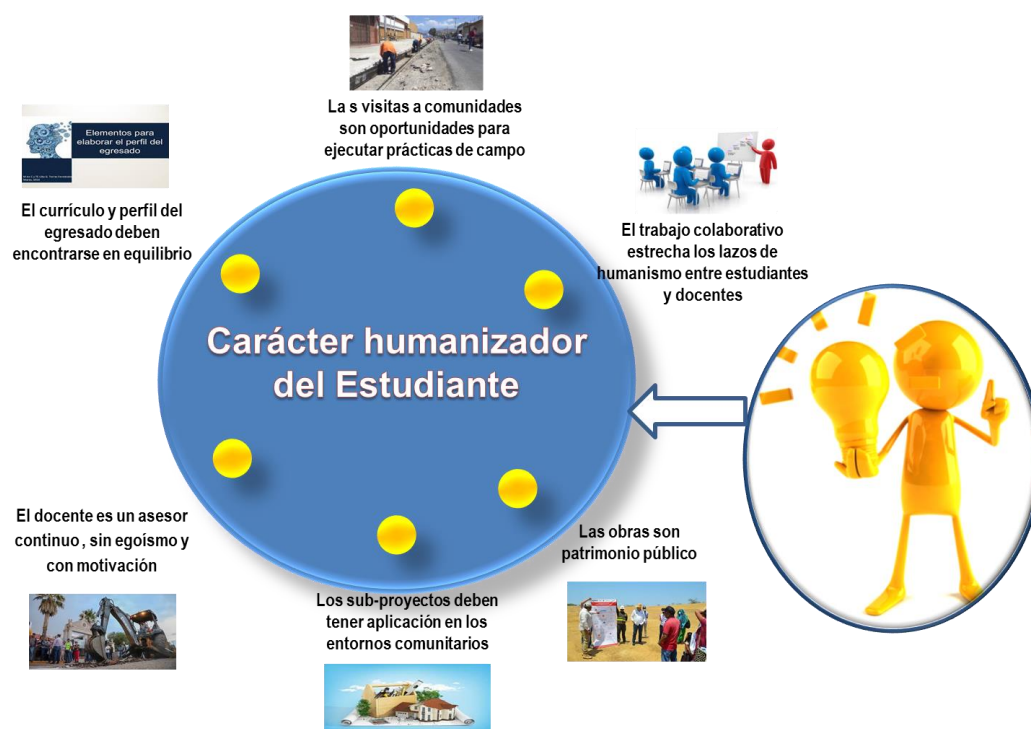 La s visitas a comunidades
son oportunidades para
ejecutar prácticas de campo
Elementos para
elaborar el perfil del
egresado
El currículo y perfil del
egresado deben
encontrarse en equilibrio
El trabajo colaborativo
estrecha los lazos de
humanismo entre estudiantes
y docentes
Carácter humanizador
del Estudiante
El docente es un asesor
continuo , sin egoísmo y
con motivación
Las obras son
patrimonio público
Los sub-proyectos deben
tener aplicación en los
entornos comunitarios